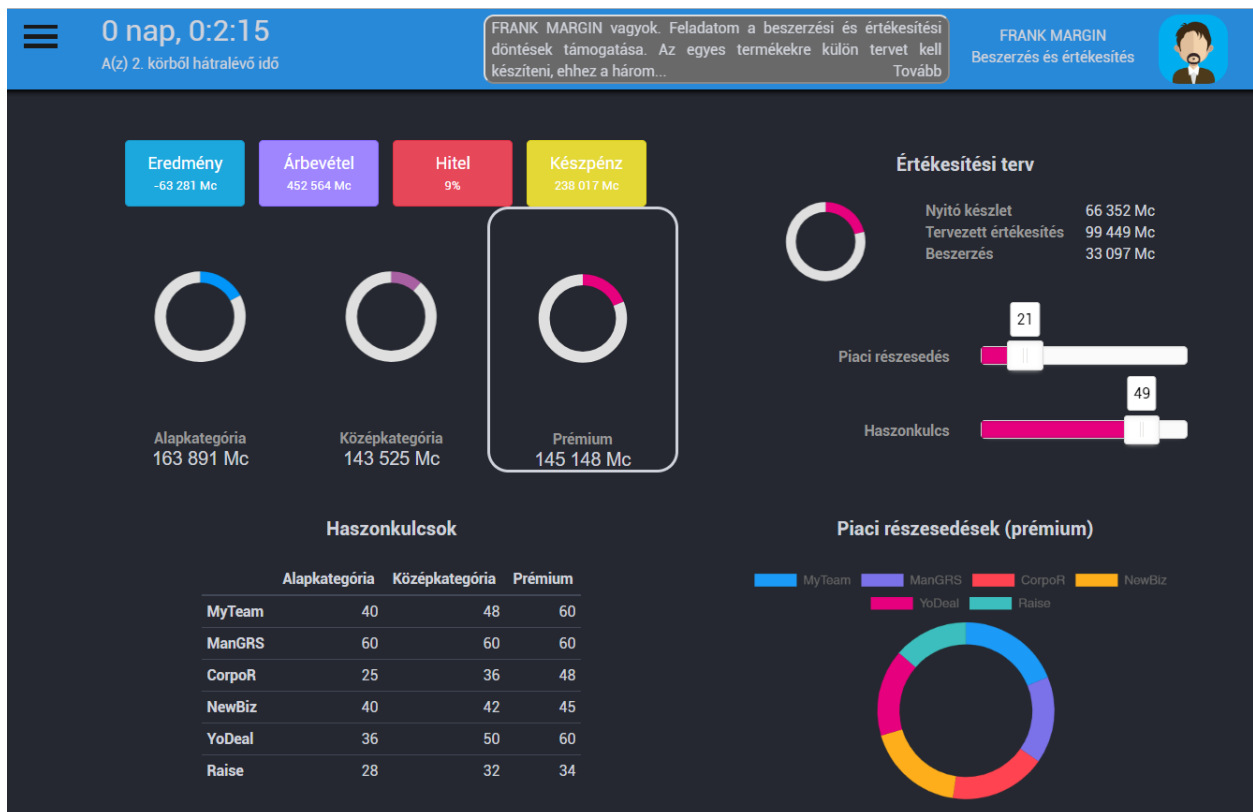 0 nap, 0:2:15
A(z) 2. körből hátralévő idő
FRANK MARGIN vagyok. Feladatom a beszerzési és értékesítési
döntések támogatása. Az egyes termékekre külön tervet kell
készíteni, ehhez a három... Tovább
FRANK MARGIN
Beszerzés és értékesítés
Eredmény
-63 281 Mc
Árbevétel
452 564 Mc
Hitel
9%
Készpénz
238 017 Mc
Alapkategória
163 891 Mc
Középkategória
143 525 Mc
Prémium
145 148 Mc
Értékesítési terv
Nyitó készlet 66 352 Mc
Tervezett értékesítés 99 449 Mc
Beszerzés 33 097 Mc
21
Piaci részesedés
49
Haszonkulcs
Haszonkulcsok
Alapkategória Középkategória Prémium
MyTeam 40 48 60
ManGRS 60 60 60
CorpoR 25 36 48
NewBiz 40 42 45
YoDeal 36 50 60
Raise 28 32 34
Piaci részesedések (prémium)
MyTeam ManGRS CorpoR NewBiz
YoDeal Raise